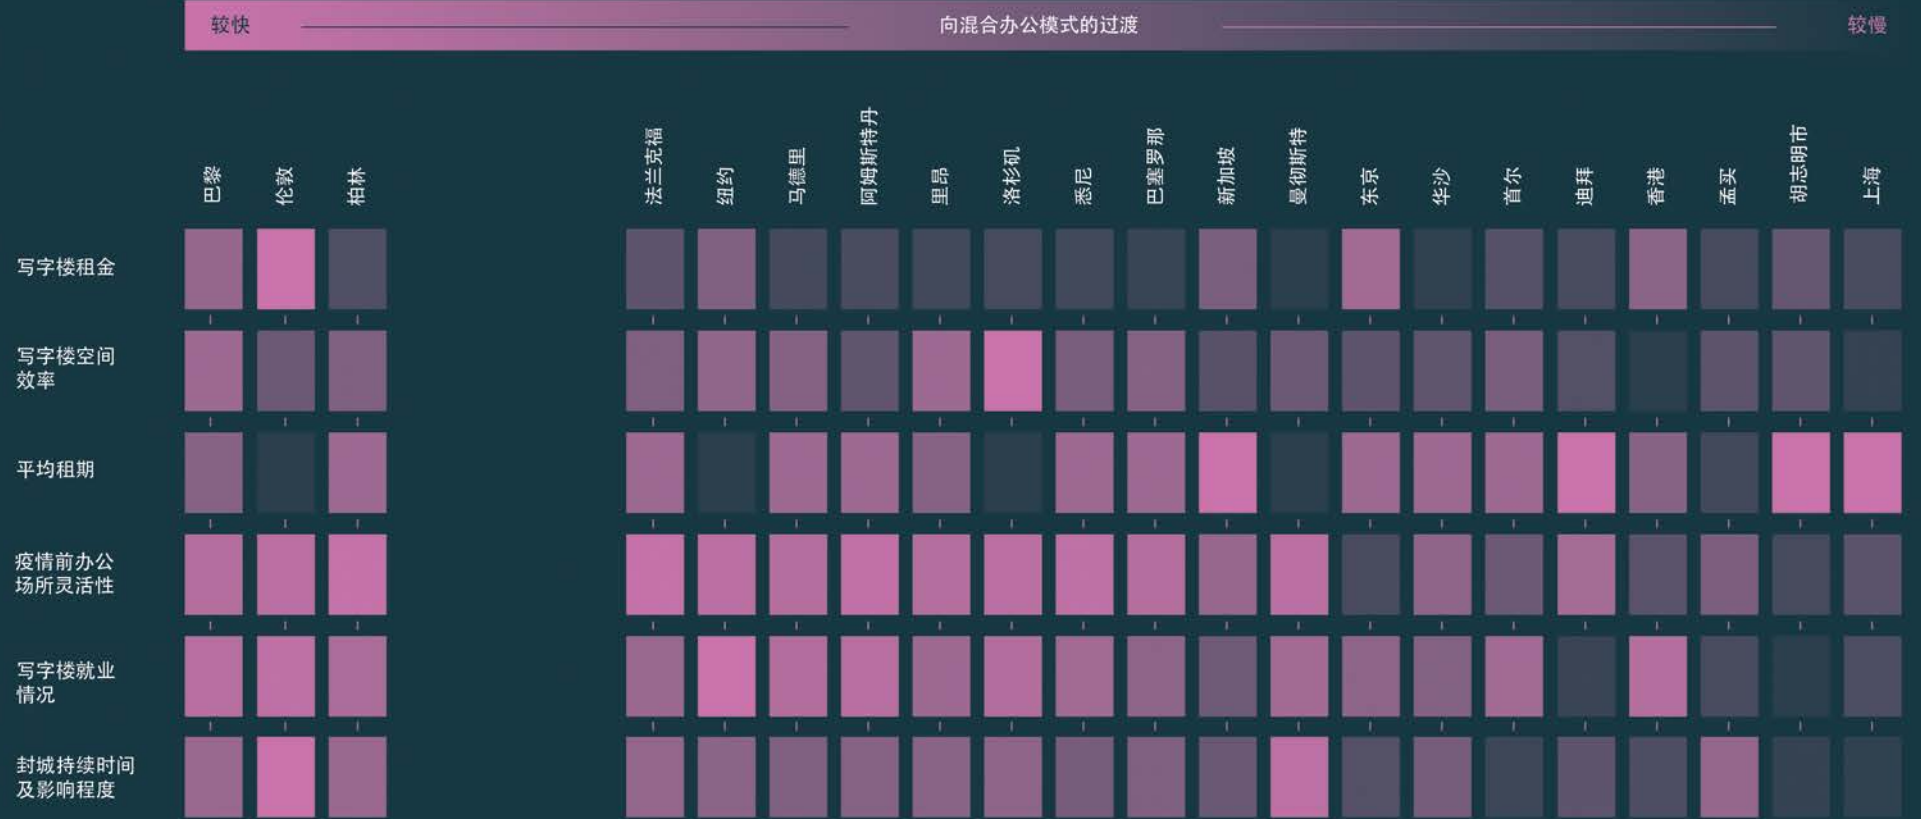 较快
向混合办公模式的过渡
较慢
巴黎
伦敦
柏林
法兰克福
纽约
马德里
阿姆斯特丹
里昂
洛杉矶
悉尼
巴塞罗那
新加坡
曼彻斯特
东京
华沙
首尔
迪拜
香港
孟买
胡志明市
上海
写字楼租金
写字楼空间
效率
平均租期
疫情前办公
场所灵活性
写字楼就业
情况
封城持续时间
及影响程度